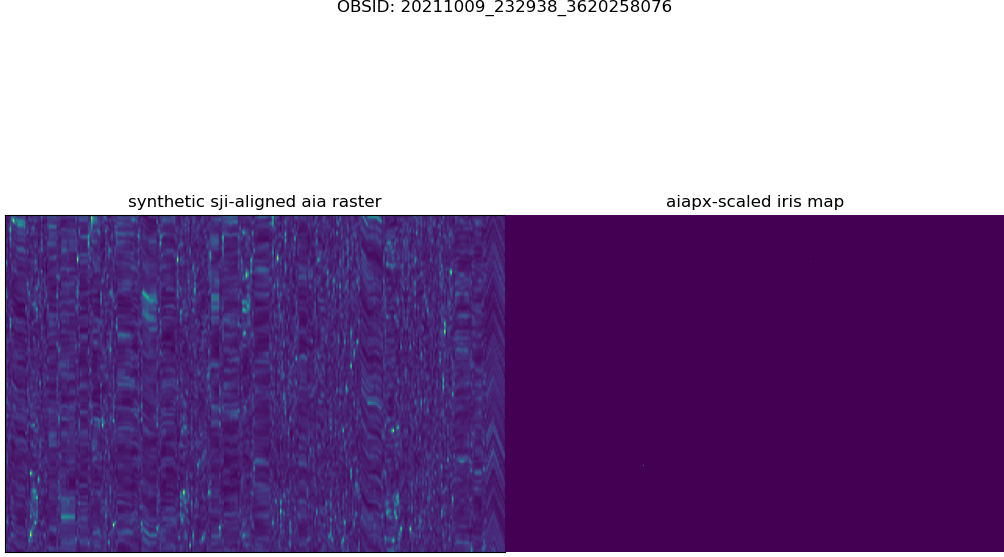 OBSID: 20211009_232938_3620258076
synthetic sji-aligned aia raster
aiapx-scaled iris map